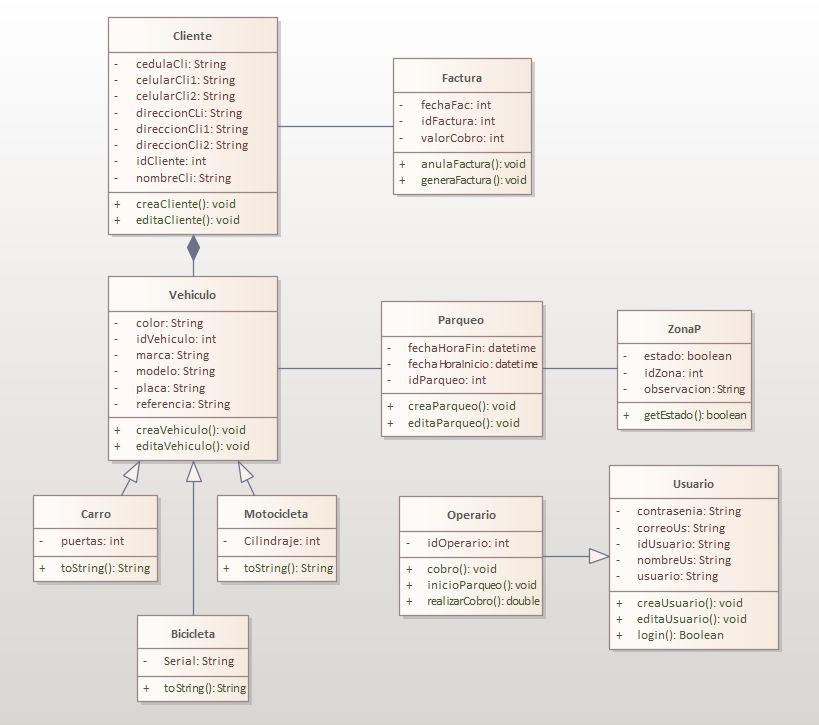 Cliente
- cedulaCli: String
- celularCli1: String
- celularCli2: String
- direccionCLi: String
- direccionCli1: String
- direccionCli2: String
- idCliente: int
- nombreCli: String
+ creaCliente(): void
+ editaCliente(): void
Factura
- fechaFac: int
- idFactura: int
- valorCobro: int
+ anulaFactura(): void
+ generaFactura(): void
Vehiculo
- color: String
- idVehiculo: int
- marca: String
- modelo: String
- placa: String
- referencia: String
+ creaVehiculo(): void
+ editaVehiculo(): void
Parqueo
- fechaHoraFin: datetime
- fechaHoraInicio: datetime
- idParqueo: int
+ creaParqueo(): void
+ editaParqueo(): void
ZonaP
- estado: boolean
- idZona: int
- observacion: String
+ getEstado(): boolean
Carro
- puertas: int
+ toString(): String
Motocicleta
- Cilindraje: int
+ toString(): String
Operario
- idOperario: int
+ cobro(): void
+ inicioParqueo(): void
+ realizarCobro(): double
Usuario
- contrasenia: String
- correoUs: String
- idUsuario: String
- nombreUs: String
- usuario: String
+ creaUsuario(): void
+ editaUsuario(): void
+ login(): Boolean
Bicicleta
- Serial: String
+ toString(): String